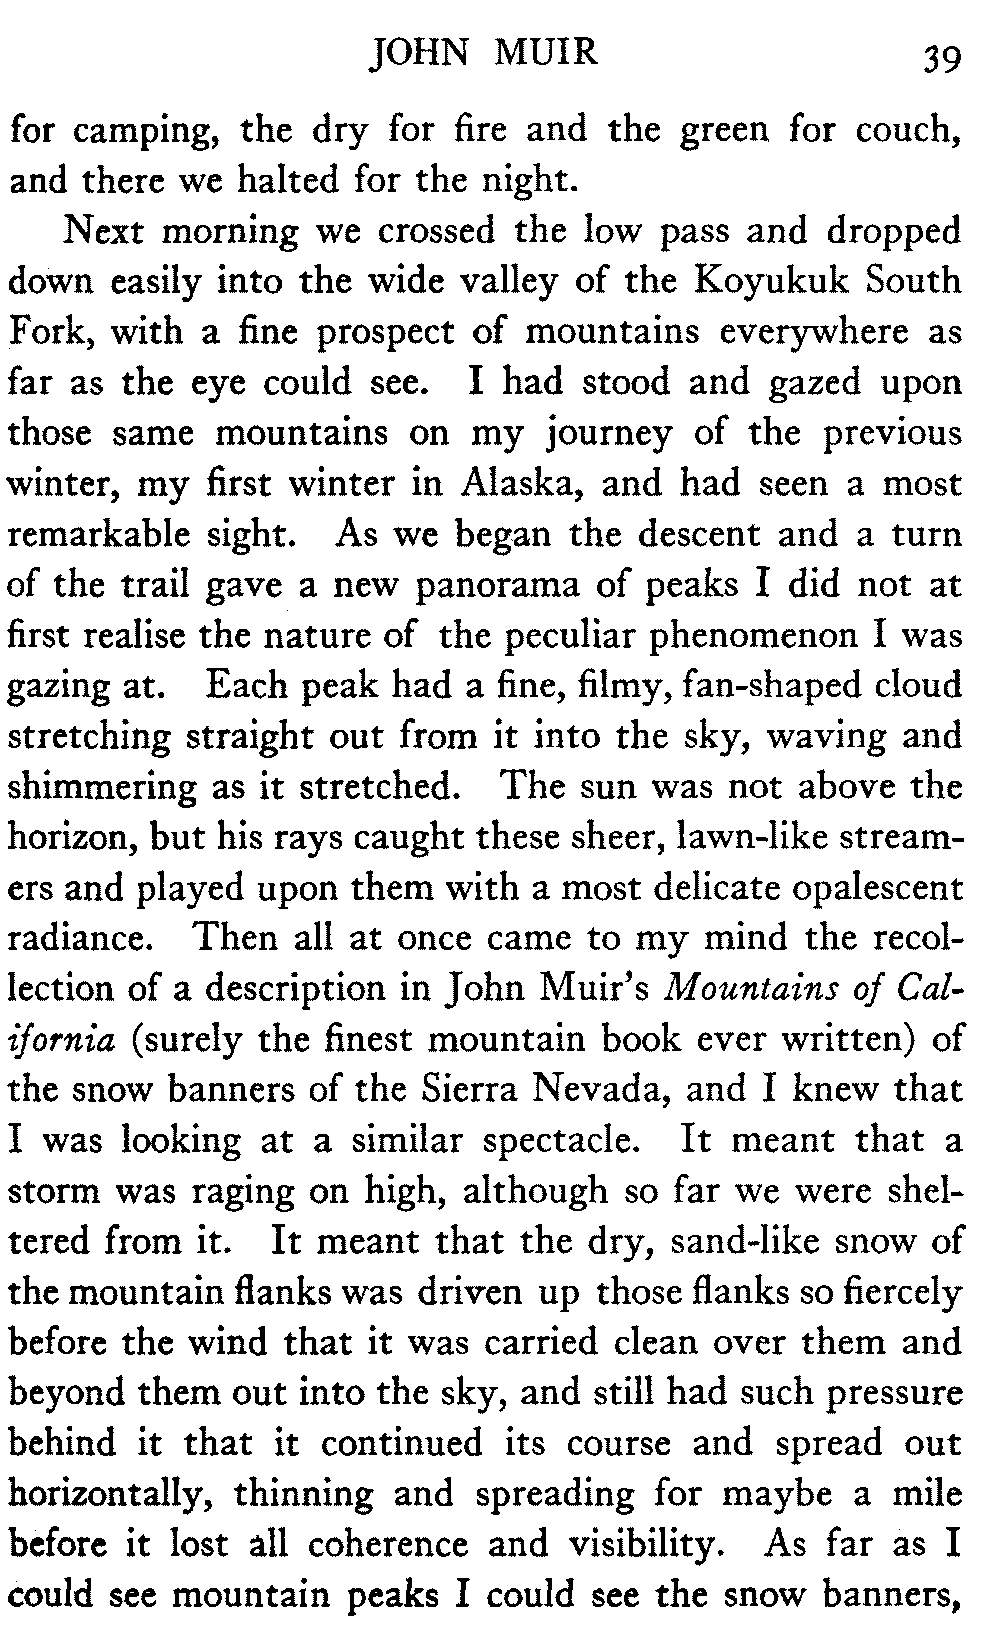 JOHN MUIR 39
for camping, the dry for fire and the green for couch,
and there we halted for the night.
Next morning we crossed the low pass and dropped
down easily into the wide valley of the Koyukuk South
Fork, with a fine prospect of mountains everywhere as
far as the eye could see. I had stood and gazed upon
those same mountains on my journey of the previous
winter, my first winter in Alaska, and had seen a most
remarkable sight. As we began the descent and a turn
of the trail gave a new panorama of peaks I did not at
first realise the nature of the peculiar phenomenon I was
gazing at. Each peak had a fine, filmy, fan-shaped cloud
stretching straight out from it into the sky, waving and
shimmering as it stretched. The sun was not above the
horizon, but his rays caught these sheer, lawn-like stream-
ers and played upon them with a most delicate opalescent
radiance. Then all at once came to my mind the recol-
lection of a description in John Muir's Mountains of Cal-
ifornia (surely the finest mountain book ever written) of
the snow banners of the Sierra Nevada, and I knew that
I was looking at a similar spectacle. It meant that a
storm was raging on high, although so far we were shel-
tered from it. It meant that the dry, sand-like snow of
the mountain flanks was driven up those flanks so fiercely
before the wind that it was carried clean over them and
beyond them out into the sky, and still had such pressure
behind it that it continued its course and spread out
horizontally, thinning and spreading for maybe a mile
before it lost all coherence and visibility. As far as I
could see mountain peaks I could see the snow banners,